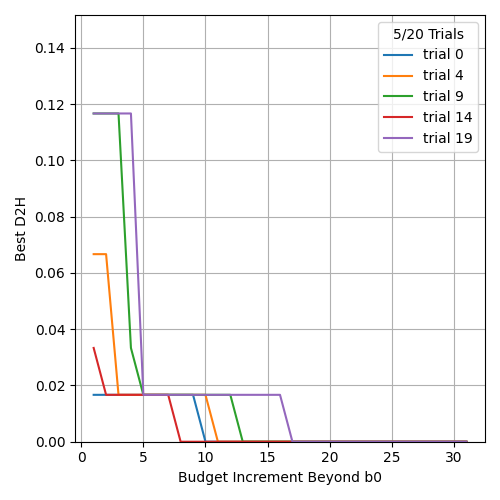 5/20 Trials
trial 0
trial 4
trial 9
trial 14
trial 19
0.14
0.12
0.10
0.08
0.06
0.04
0.02
0.00
Best D2H
0 5 10 15 20 25 30
Budget Increment Beyond b0